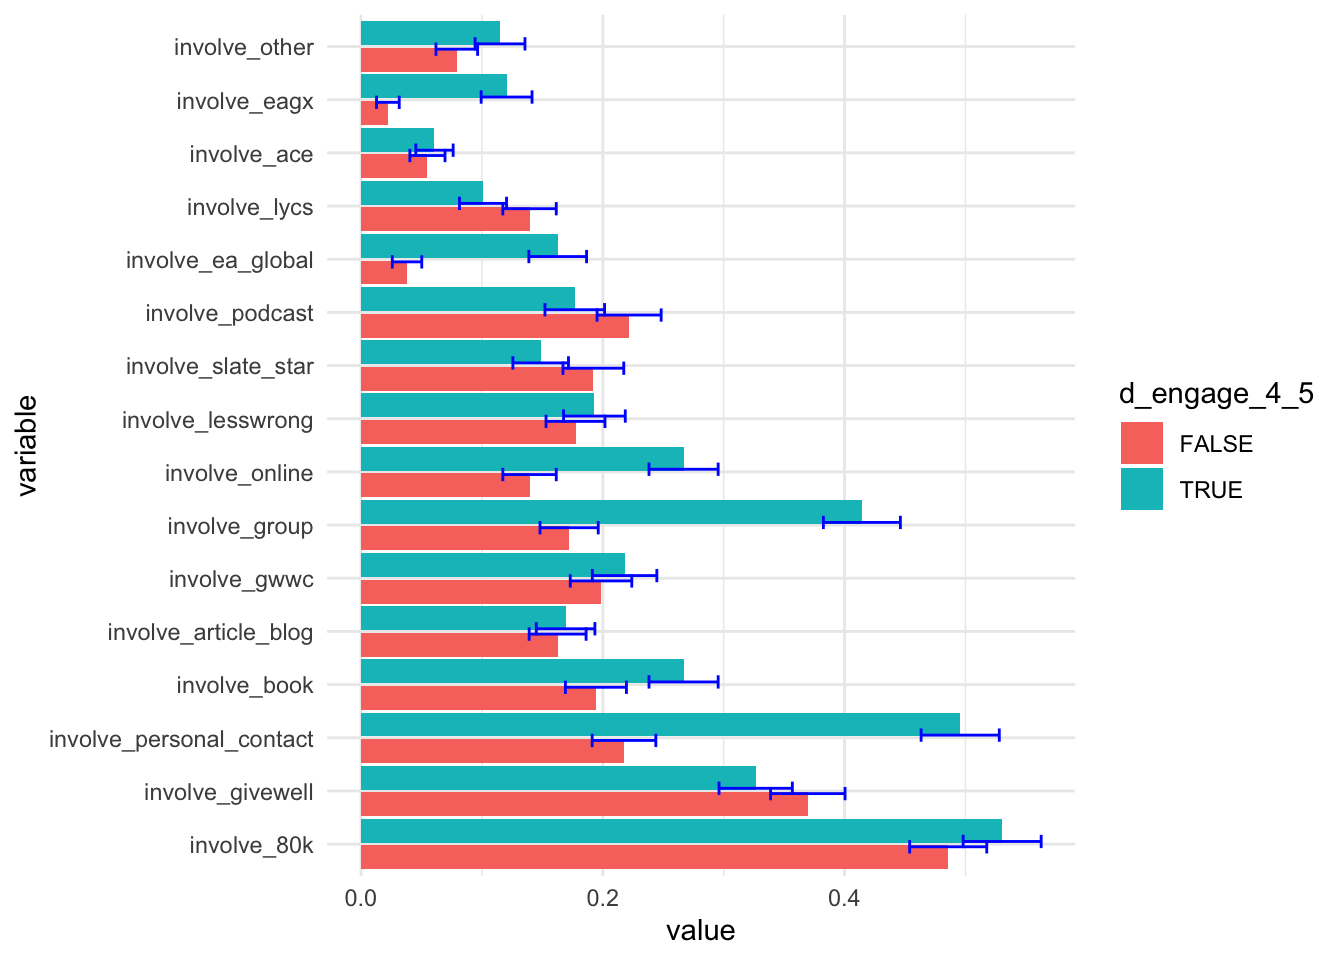 involve_other
involve_eagx
involve_ace
involve_lycs
involve_ea_global
involve_podcast
involve_slate_star
involve_lesswrong
involve_online
involve_group
involve_gwwc
involve_article_blog
involve_book
involve_personal_contact
involve_givewell
involve_80k
variable
0.0 0.2 0.4
value
d_engage_4_5
FALSE
TRUE